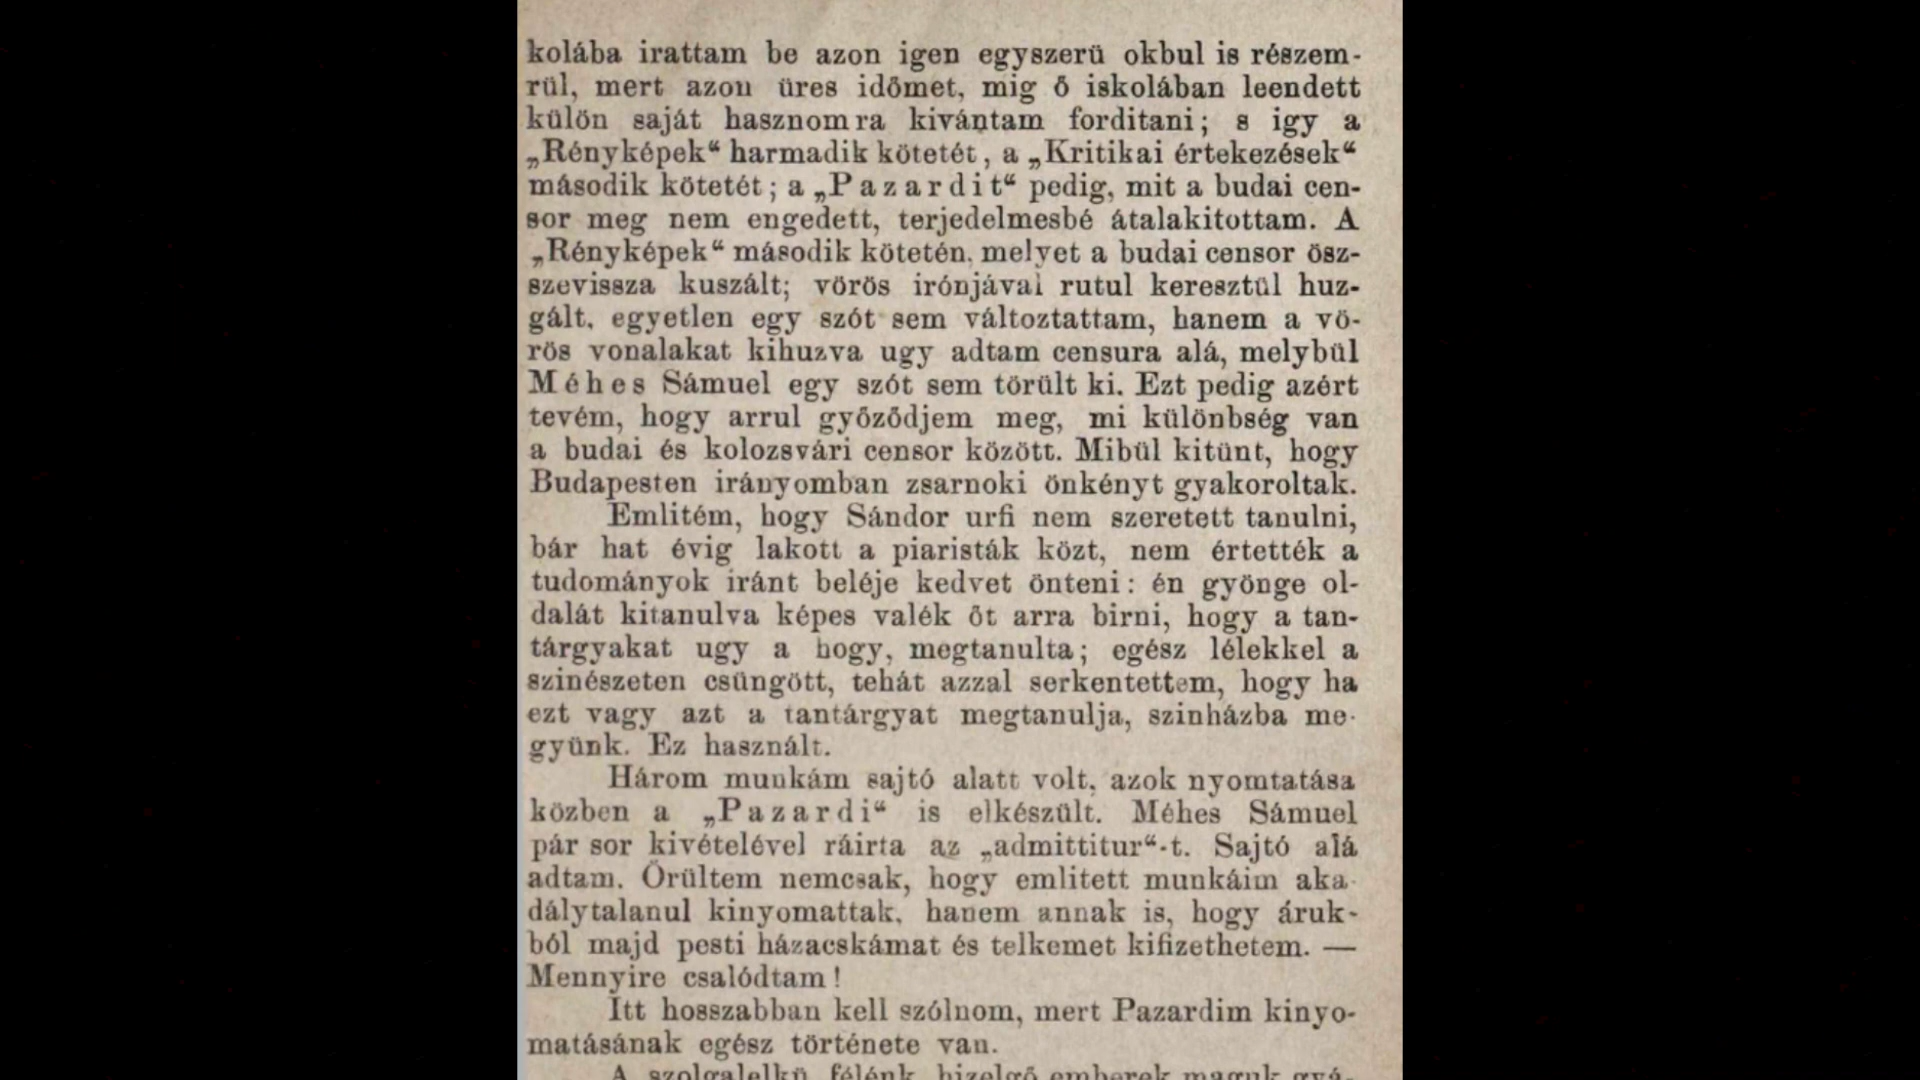 kolába irattam be azon igen egyszerü okbul is részem-
rül, mert azon üres időmet, mig ő iskolában leendett
külön saját hasznomra kivántam forditani; s igy a
„Rényképek“ harmadik kötetét, a „Kritikai értekezések“
második kötetét; a „Pazardit“ pedig, mit a budai cen-
sor meg nem engedett, terjedelmesbé átalakitottam. A
„Rényképek“ második kötetén, melyet a budai censor ösz-
szevissza kuszált; vörös irónjával rutul keresztül huz-
gált, egyetlen egy szót sem változtattam, hanem a vö-
rös vonalakat kihuzva ugy adtam censura alá, melybül
Méhes Sámuel egy szót sem törült ki. Ezt pedig azért
tevém, hogy arrul győződjem meg, mi különbség van
a budai és kolozsvári censor között. Mibül kitünt, hogy
Budapesten irányomban zsarnoki önkényt gyakoroltak.
Emlitém, hogy Sándor urfi nem szeretett tanulni,
bár hat évig lakott a piaristák közt, nem értették a
tudományok iránt beléje kedvet önteni: én gyönge ol-
dalát kitanulva képes valék őt arra birni, hogy a tan-
tárgyakat ugy a hogy, megtanulta; egész lélekkel a
szinészeten csüngött, tehát azzal serkentettem, hogy ha
ezt vagy azt a tantárgyat megtanulja, szinházba me-
gyünk. Ez használt.
Három munkám sajtó alatt volt, azok nyomtatása
közben a „Pazardi“ is elkészült. Méhes Sámuel
pár sor kivételével ráirta az „admittitur“-t. Sajtó alá
adtam. Örültem nemcsak, hogy emlitett munkáim aka-
dálytalanul kinyomattak, hanem annak is, hogy áruk-
ból majd pesti házacskámat és telkemet kifizethetem. —
Mennyire csalódtam!
Itt hosszabban kell szólnom, mert Pazardim kinyo-
matásának egész története van.
A szolgalelkü, félénk, hizelgő emberek maguk gyá-